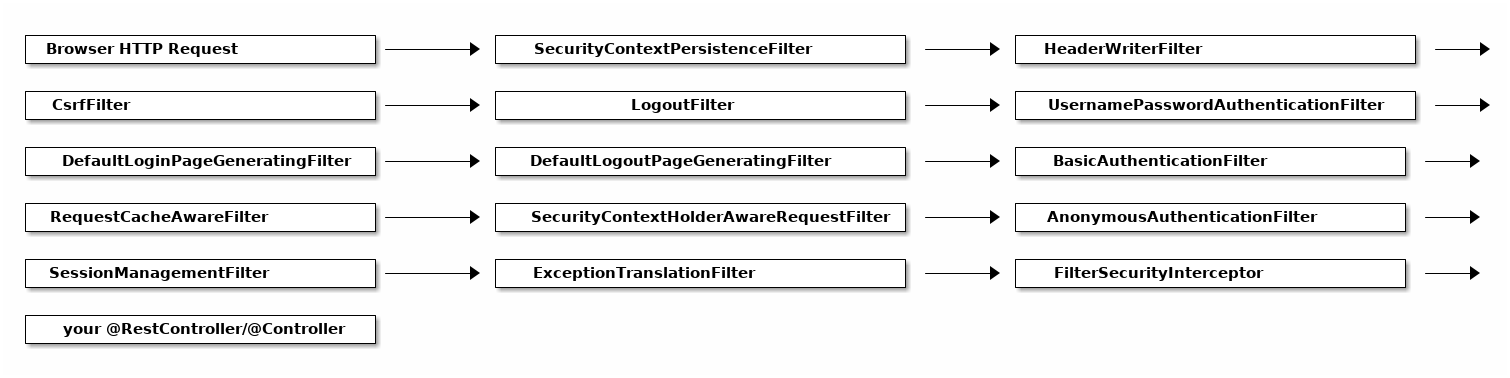 Browser HTTP Request
SecurityContextPersistenceFilter
HeaderWriterFilter
CsrfFilter
LogoutFilter
UsernamePasswordAuthenticationFilter
DefaultLoginPageGeneratingFilter
DefaultLogoutPageGeneratingFilter
BasicAuthenticationFilter
RequestCacheAwareFilter
SecurityContextHolderAwareRequestFilter
AnonymousAuthenticationFilter
SessionManagementFilter
ExceptionTranslationFilter
FilterSecurityInterceptor
your @RestController/@Controller